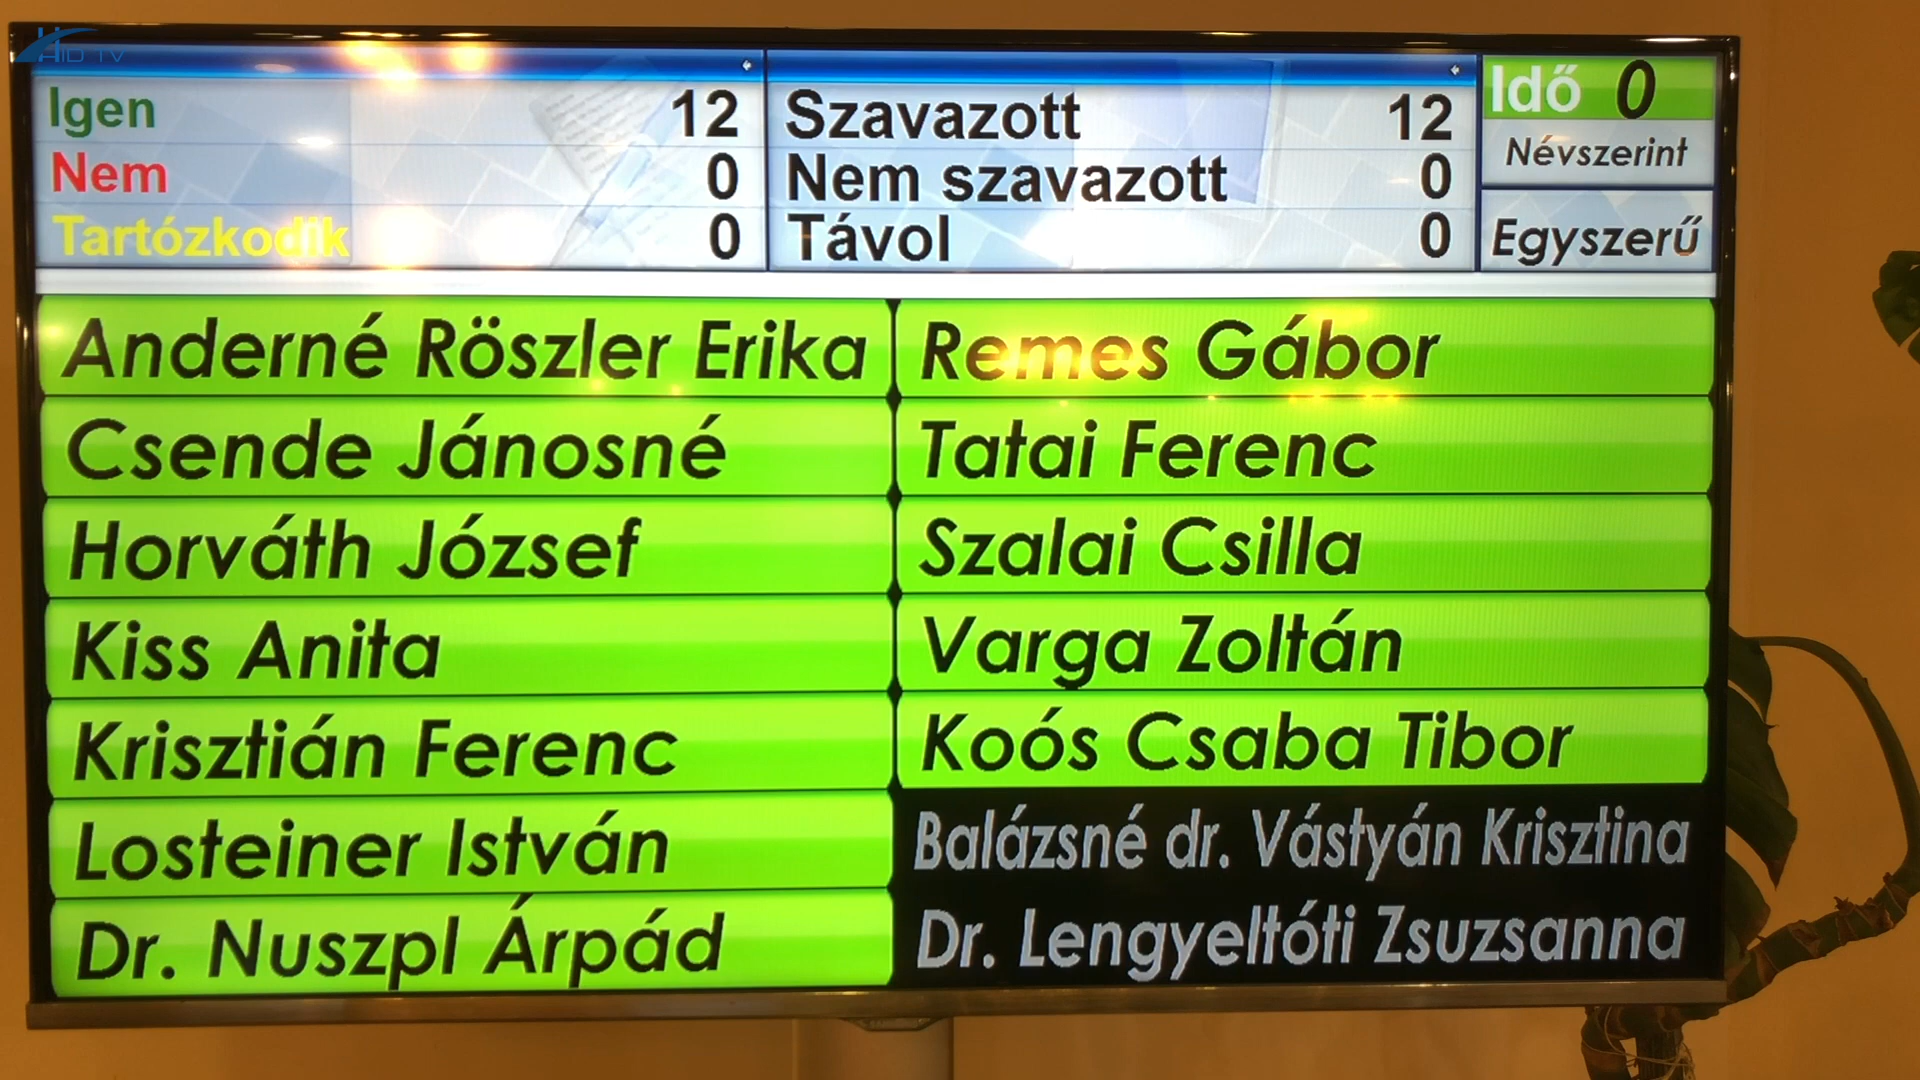 HID TV
Igen 12
Nem 0
Tartózkodik 0
Szavazott 12
Nem szavazott 0
Távol 0
Idő 0
Névszerint
Egyszerű
Anderné Röszler Erika
Csende Jánosné
Horváth József
Kiss Anita
Krisztián Ferenc
Losteiner István
Dr. Nuszpl Árpád
Remes Gábor
Tatai Ferenc
Szalai Csilla
Varga Zoltán
Koós Csaba Tibor
Balázsné dr. Vástyán Krisztina
Dr. Lengyeltóti Zsuzsanna